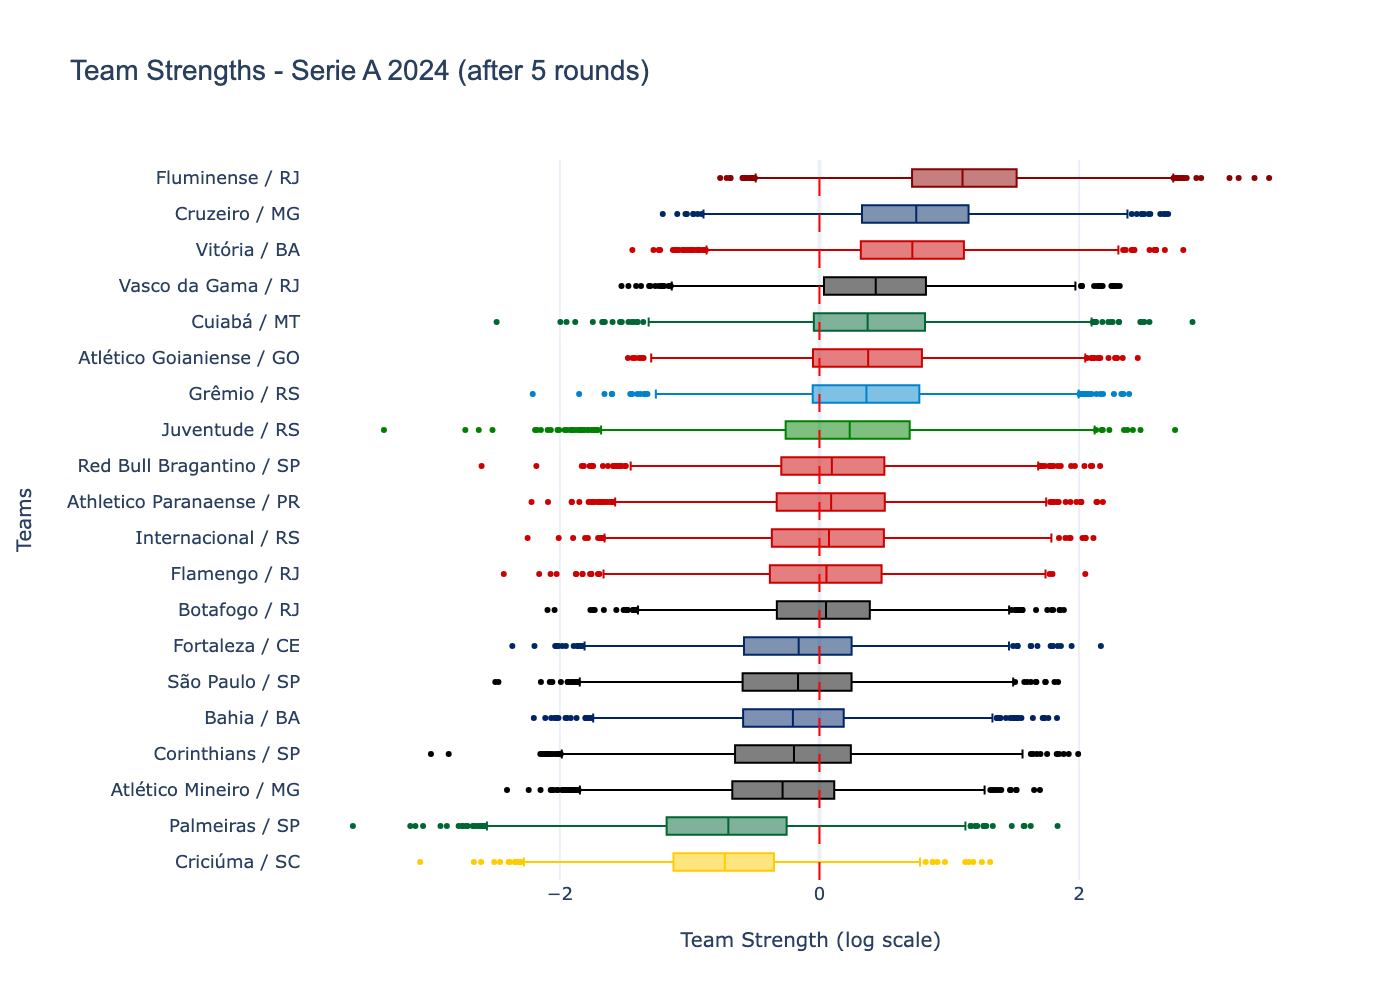 Team Strengths - Serie A 2024 (after 5 rounds)
Teams
Fluminense / RJ
Cruzeiro / MG
Vitória / BA
Vasco da Gama / RJ
Cuiabá / MT
Atlético Goianiense / GO
Grêmio / RS
Juventude / RS
Red Bull Bragantino / SP
Athletico Paranaense / PR
Internacional / RS
Flamengo / RJ
Botafogo / RJ
Fortaleza / CE
São Paulo / SP
Bahia / BA
Corinthians / SP
Atlético Mineiro / MG
Palmeiras / SP
Criciúma / SC
−2 0 2
Team Strength (log scale)